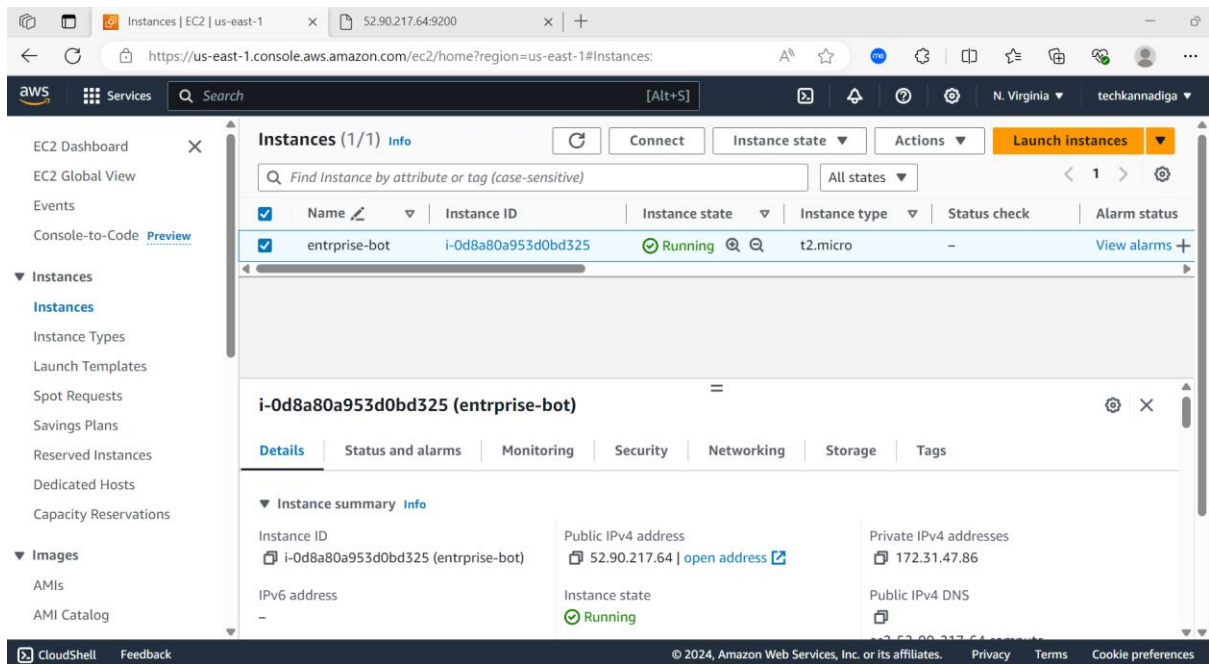 Instances | EC2 | us-east-1
52.90.217.64:9200
https://us-east-1.console.aws.amazon.com/ec2/home?region=us-east-1#Instances:
aws Services Search [Alt+S] N. Virginia techkannadiga
EC2 Dashboard
EC2 Global View
Events
Console-to-Code Preview
Instances
Instances
Instance Types
Launch Templates
Spot Requests
Savings Plans
Reserved Instances
Dedicated Hosts
Capacity Reservations
Images
AMIs
AMI Catalog
Instances (1/1) Info Connect Instance state Actions Launch instances
Find Instance by attribute or tag (case-sensitive) All states 1
Name Instance ID Instance state Instance type Status check Alarm status
entrprise-bot i-0d8a80a953d0bd325 Running t2.micro – View alarms +
i-0d8a80a953d0bd325 (entrprise-bot)
Details Status and alarms Monitoring Security Networking Storage Tags
Instance summary Info
Instance ID Public IPv4 address Private IPv4 addresses
i-0d8a80a953d0bd325 (entrprise-bot) 52.90.217.64 | open address 172.31.47.86
IPv6 address Instance state Public IPv4 DNS
– Running
CloudShell Feedback © 2024, Amazon Web Services, Inc. or its affiliates. Privacy Terms Cookie preferences